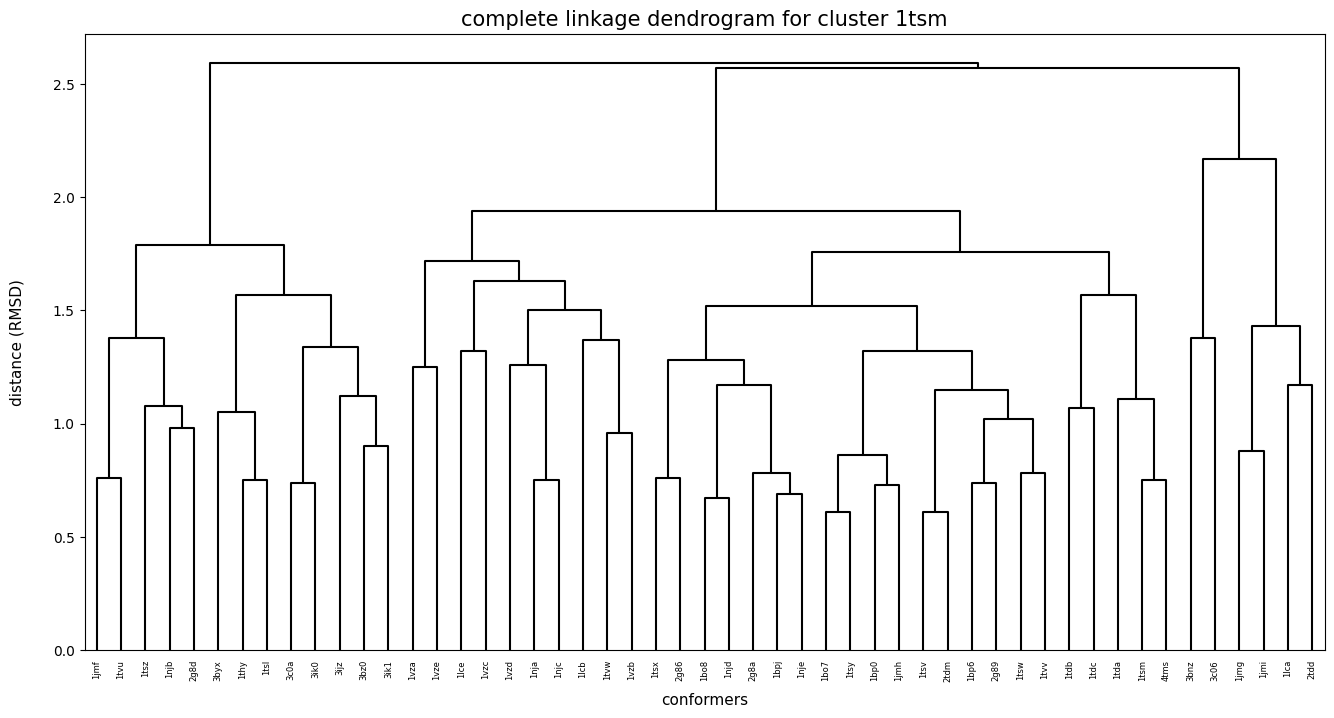 complete linkage dendrogram for cluster 1tsm
distance (RMSD)
2.5
2.0
1.5
1.0
0.5
0.0
1jmf 1tvu 1tsz 1njb 2g8d 3byx 1thy 1tsl 3c0a 3ik0 3ijz 3bz0 3ik1 1vza 1vze 1lce 1vzc 1vzd 1nja 1njc 1lcb 1tvw 1vzb 1tsx 2g86 1bo8 1njd 2g8a 1bpj 1nje 1bo7 1tsy 1bp0 1jmh 1tsv 2tdm 1bp6 2g89 1tsw 1tvv 1tdb 1tdc 1tda 1tsm 4tms 3bnz 3c06 1jmg 1jmi 1lca 2tdd
conformers